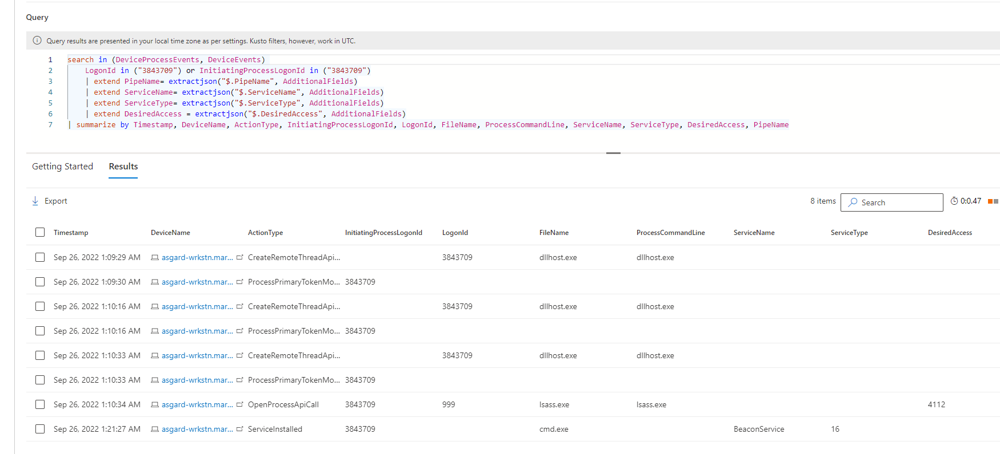 Query
Query results are presented in your local time zone as per settings. Kusto filters, however, work in UTC.
1 search in (DeviceProcessEvents, DeviceEvents)
2 LogonId in ("3843709") or InitiatingProcessLogonId in ("3843709")
3 | extend PipeName= extractjson("$.PipeName", AdditionalFields)
4 | extend ServiceName= extractjson("$.ServiceName", AdditionalFields)
5 | extend ServiceType= extractjson("$.ServiceType", AdditionalFields)
6 | extend DesiredAccess = extractjson("$.DesiredAccess", AdditionalFields)
7 | summarize by Timestamp, DeviceName, ActionType, InitiatingProcessLogonId, LogonId, FileName, ProcessCommandLine, ServiceName, ServiceType, DesiredAccess, PipeName
Getting Started Results
Export 8 items Search 0:0.47
Timestamp DeviceName ActionType InitiatingProcessLogonId LogonId FileName ProcessCommandLine ServiceName ServiceType DesiredAccess
Sep 26, 2022 1:09:29 AM asgard-wrkstn.mar... CreateRemoteThreadApi... 3843709 dllhost.exe dllhost.exe
Sep 26, 2022 1:09:30 AM asgard-wrkstn.mar... ProcessPrimaryTokenMo... 3843709
Sep 26, 2022 1:10:16 AM asgard-wrkstn.mar... CreateRemoteThreadApi... 3843709 dllhost.exe dllhost.exe
Sep 26, 2022 1:10:16 AM asgard-wrkstn.mar... ProcessPrimaryTokenMo... 3843709
Sep 26, 2022 1:10:33 AM asgard-wrkstn.mar... CreateRemoteThreadApi... 3843709 dllhost.exe dllhost.exe
Sep 26, 2022 1:10:33 AM asgard-wrkstn.mar... ProcessPrimaryTokenMo... 3843709
Sep 26, 2022 1:10:34 AM asgard-wrkstn.mar... OpenProcessApiCall 3843709 999 lsass.exe lsass.exe 4112
Sep 26, 2022 1:21:27 AM asgard-wrkstn.mar... ServiceInstalled 3843709 cmd.exe BeaconService 16